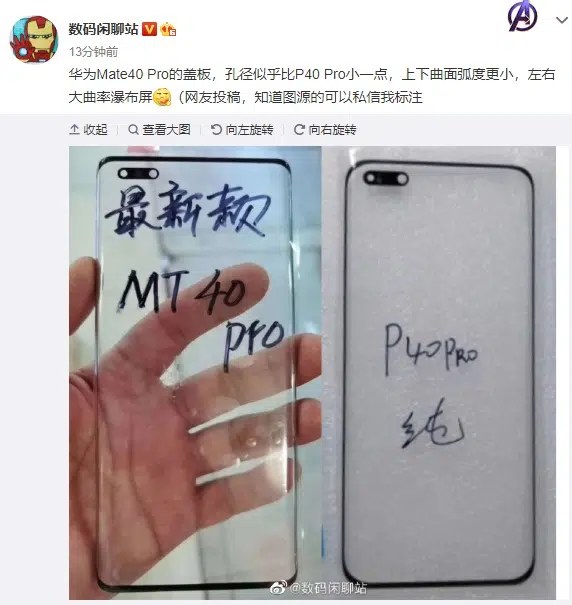 数码闲聊站
13分钟前
华为Mate40 Pro的盖板，孔径似乎比P40 Pro小一点，上下曲面弧度更小，左右
大曲率瀑布屏（网友投稿，知道图源的可以私信我标注
收起 查看大图 向左旋转 向右旋转
最新款
MT 40
pro
P40PRO
纯
@数码闲聊站